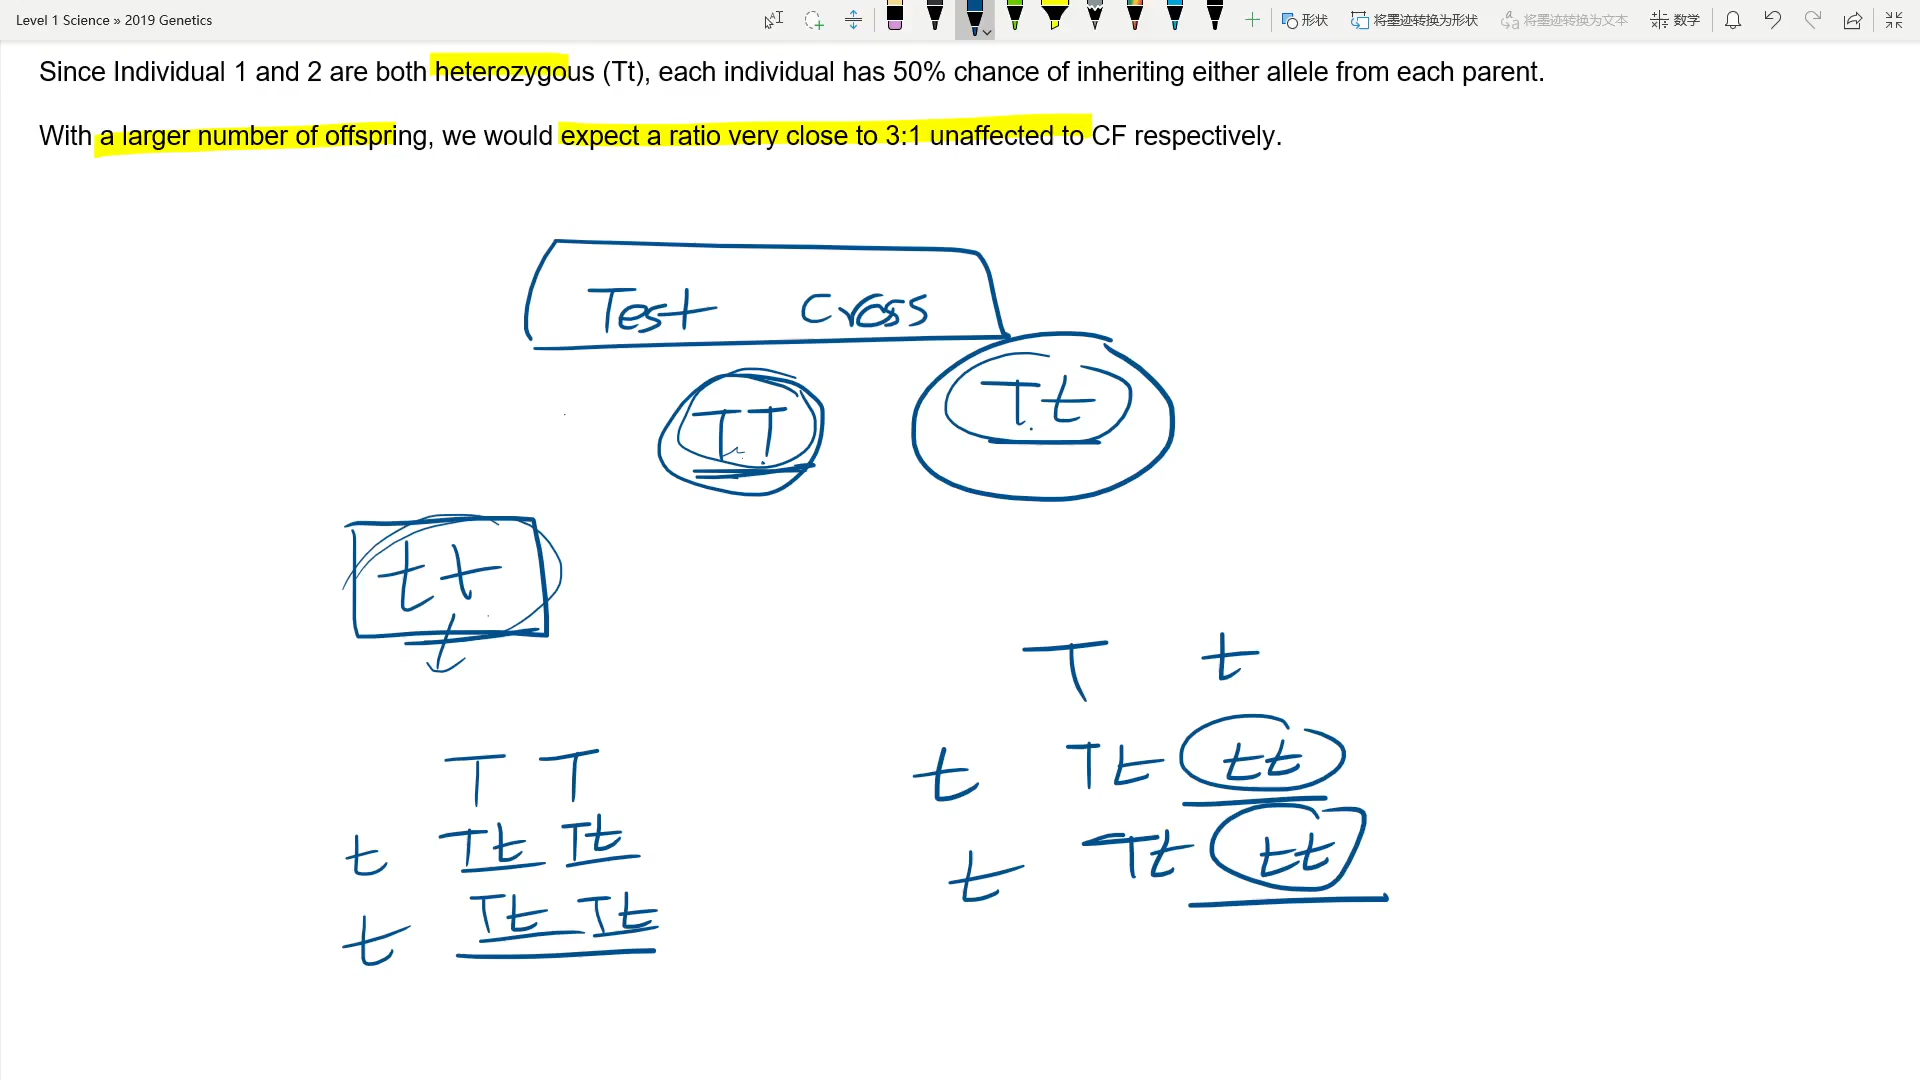 Level 1 Science » 2019 Genetics
形状 将墨迹转换为形状 将墨迹转换为文本 数学
Since Individual 1 and 2 are both heterozygous (Tt), each individual has 50% chance of inheriting either allele from each parent.
With a larger number of offspring, we would expect a ratio very close to 3:1 unaffected to CF respectively.
Test Cross
TT Tt
tt
T t
t Tt tt
t Tt tt
T T
t Tt Tt
t Tt Tt